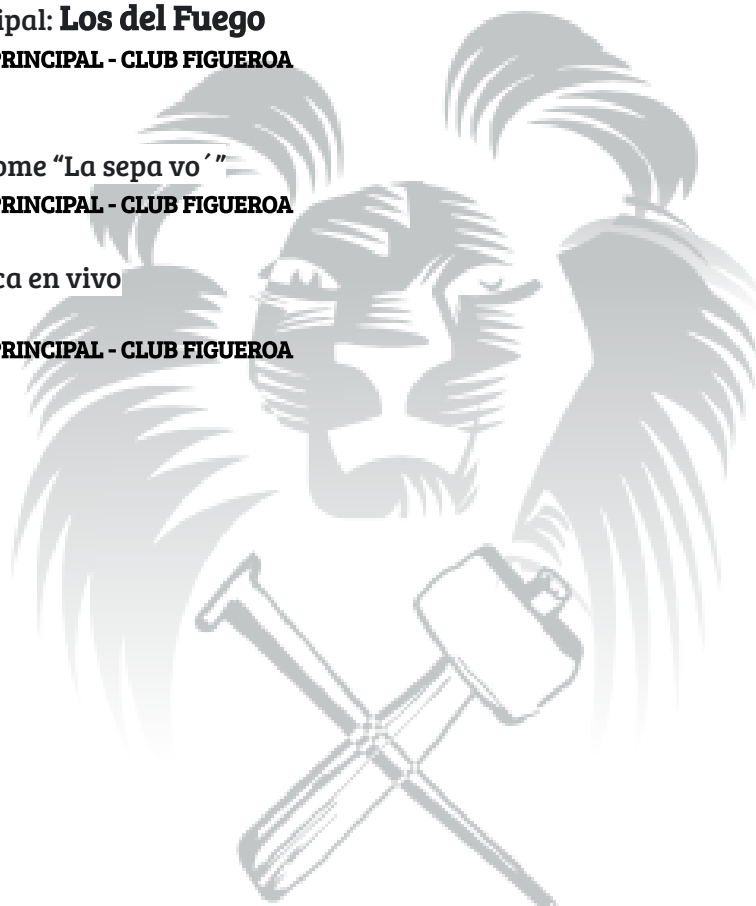 ipal: Los del Fuego
PRINCIPAL - CLUB FIGUEROA
ome “La sepa vo´”
PRINCIPAL - CLUB FIGUEROA
ca en vivo
PRINCIPAL - CLUB FIGUEROA